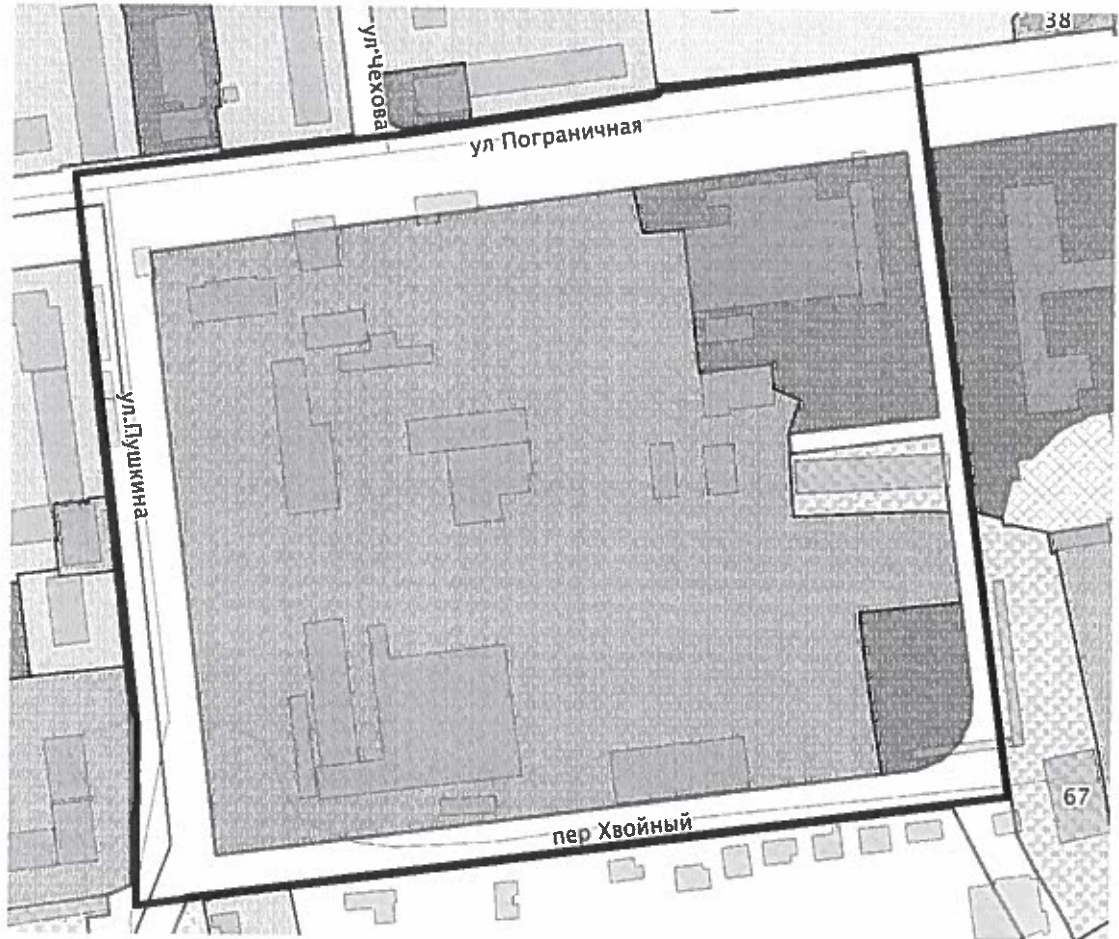 38
ул Чехова
ул Пограничная
ул Пушкина
пер Хвойный
67